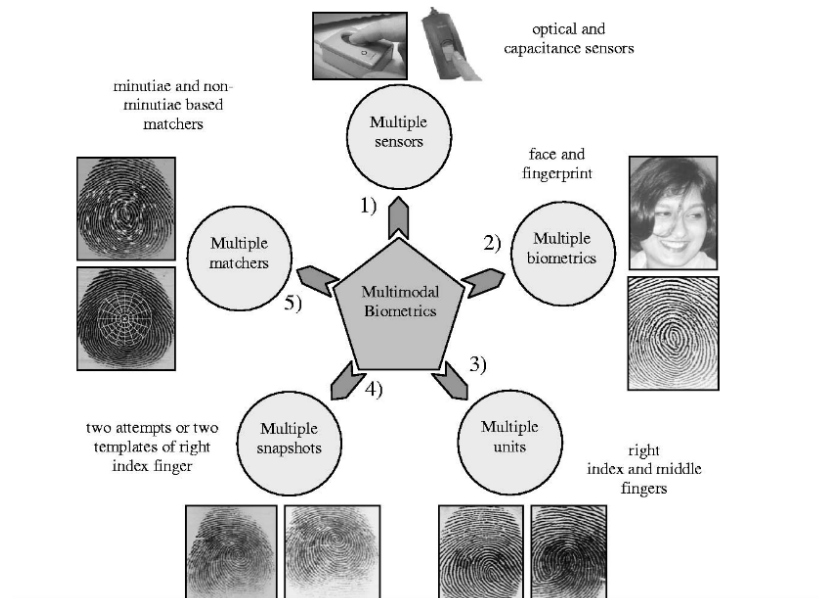 optical and
capacitance sensors
minutiae and non-
minutiae based
matchers
Multiple
sensors
face and
fingerprint
1)
Multiple
matchers
2)
Multiple
biometrics
5)
Multimodal
Biometrics
3)
4)
two attempts or two
templates of right
index finger
Multiple
snapshots
Multiple
units
right
index and middle
fingers